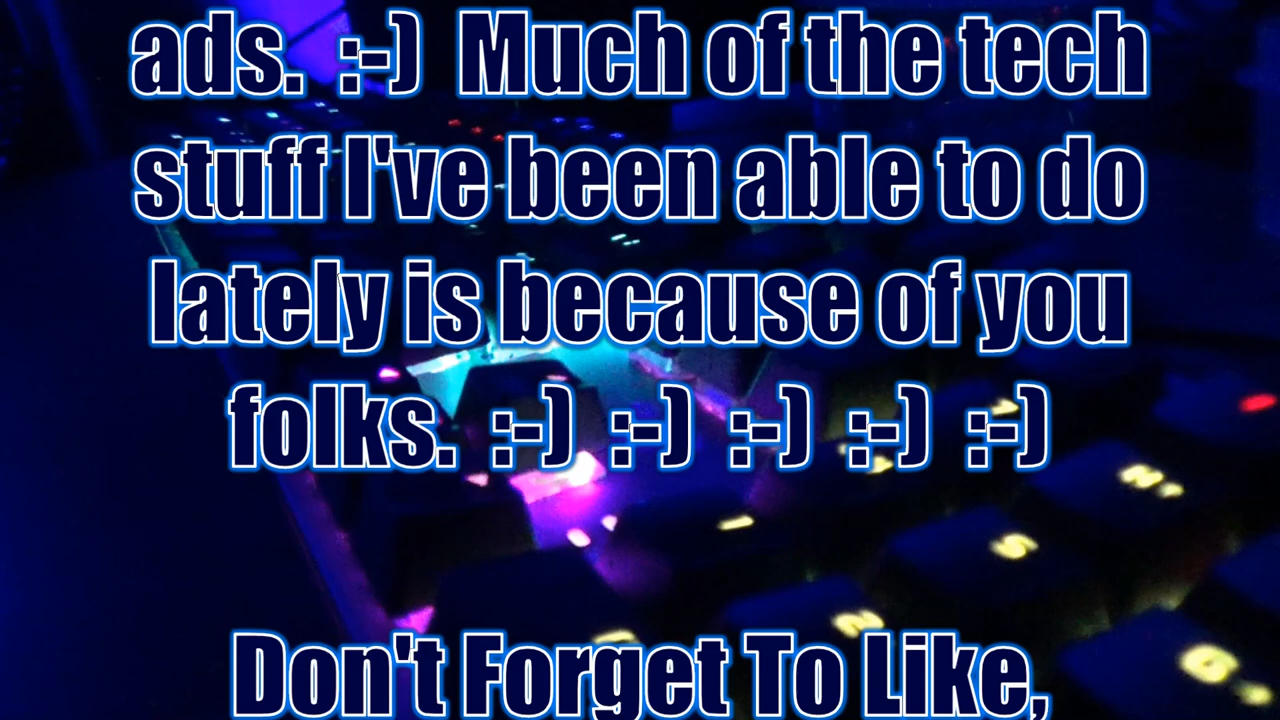 ads.  :-)  Much of the tech
stuff I've been able to do
lately is because of you
folks.  :-)  :-)  :-)  :-)  :-)
Don't Forget To Like,